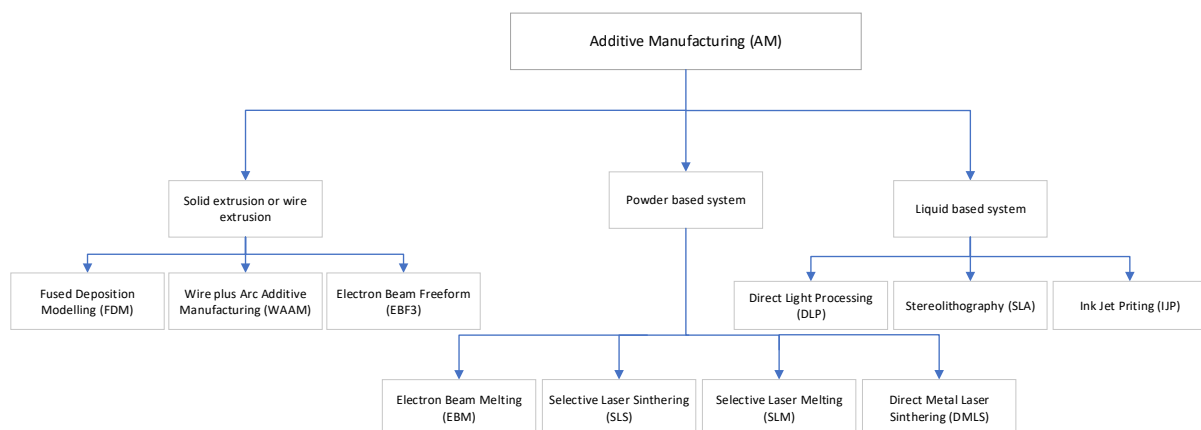 Additive Manufacturing (AM)
Solid extrusion or wire
extrusion
Powder based system
Liquid based system
Fused Deposition
Modelling (FDM)
Wire plus Arc Additive
Manufacturing (WAAM)
Electron Beam Freeform
(EBF3)
Direct Light Processing
(DLP)
Stereolithography (SLA)
Ink Jet Priting (IJP)
Electron Beam Melting
(EBM)
Selective Laser Sinthering
(SLS)
Selective Laser Melting
(SLM)
Direct Metal Laser
Sinthering (DMLS)